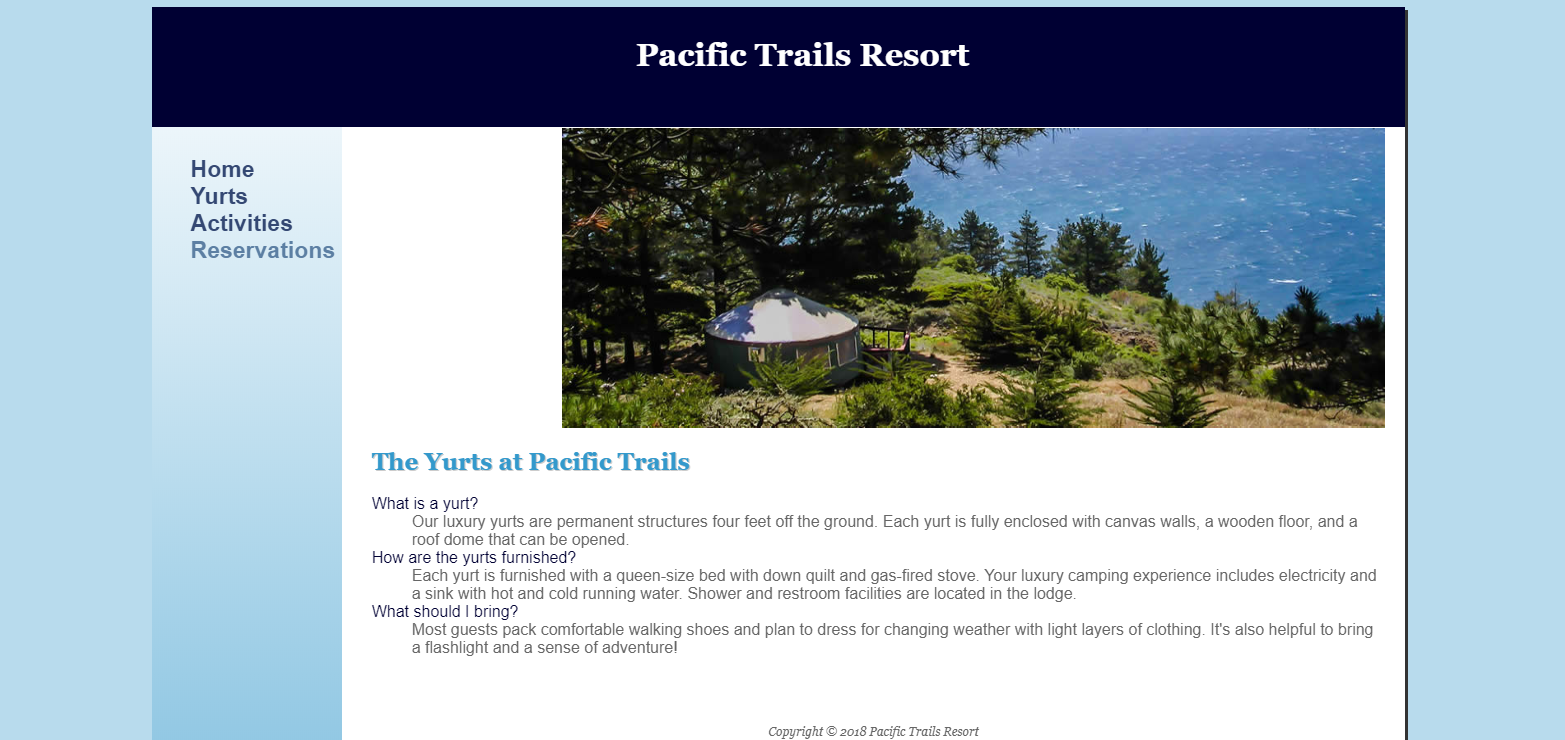 Pacific Trails Resort
Home
Yurts
Activities
Reservations
The Yurts at Pacific Trails
What is a yurt?
Our luxury yurts are permanent structures four feet off the ground. Each yurt is fully enclosed with canvas walls, a wooden floor, and a
roof dome that can be opened.
How are the yurts furnished?
Each yurt is furnished with a queen-size bed with down quilt and gas-fired stove. Your luxury camping experience includes electricity and
a sink with hot and cold running water. Shower and restroom facilities are located in the lodge.
What should I bring?
Most guests pack comfortable walking shoes and plan to dress for changing weather with light layers of clothing. It's also helpful to bring
a flashlight and a sense of adventure!
Copyright © 2018 Pacific Trails Resort